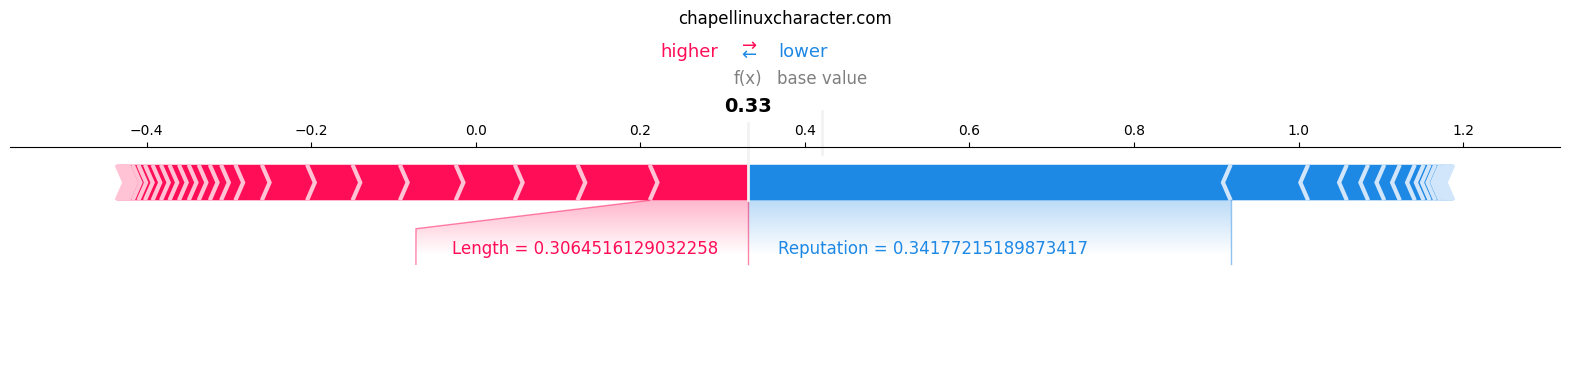 chapellinuxcharacter.com
higher ⇄ lower
f(x) base value
0.33
−0.4 −0.2 0.0 0.2 0.4 0.6 0.8 1.0 1.2
Length = 0.3064516129032258 Reputation = 0.34177215189873417